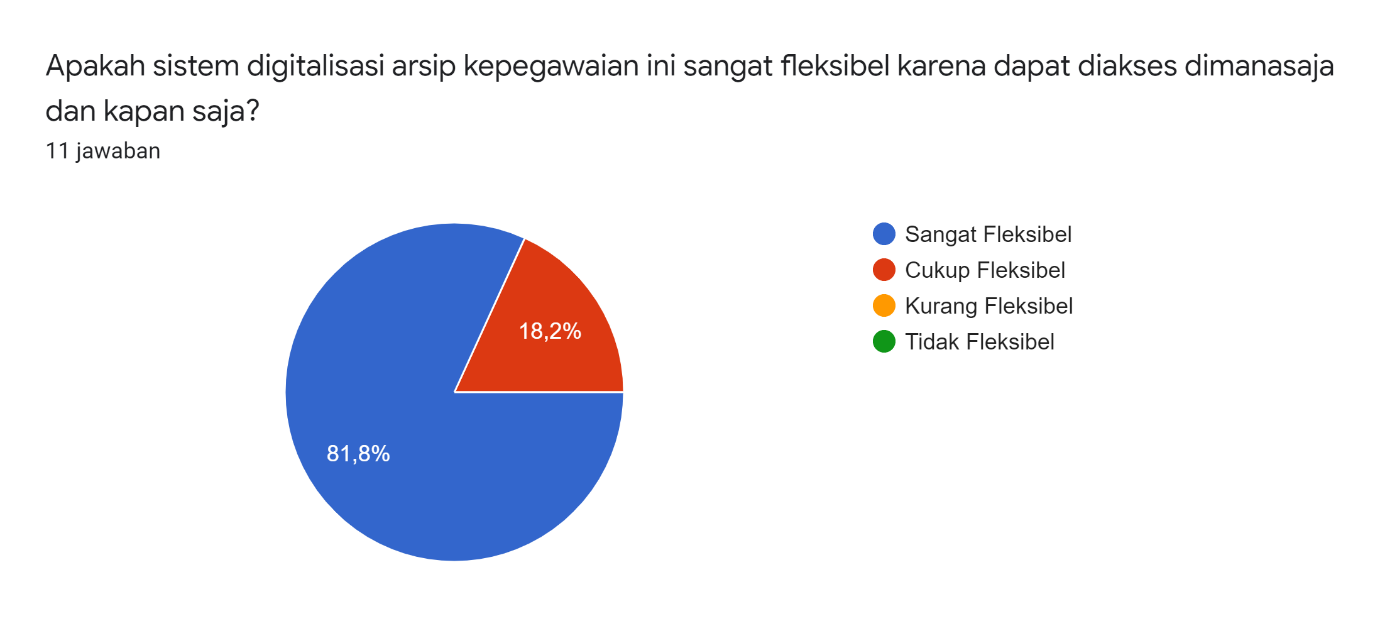 Apakah sistem digitalisasi arsip kepegawaian ini sangat fleksibel karena dapat diakses dimanasaja
dan kapan saja?
11 jawaban
Sangat Fleksibel
Cukup Fleksibel
Kurang Fleksibel
Tidak Fleksibel
18,2%
81,8%